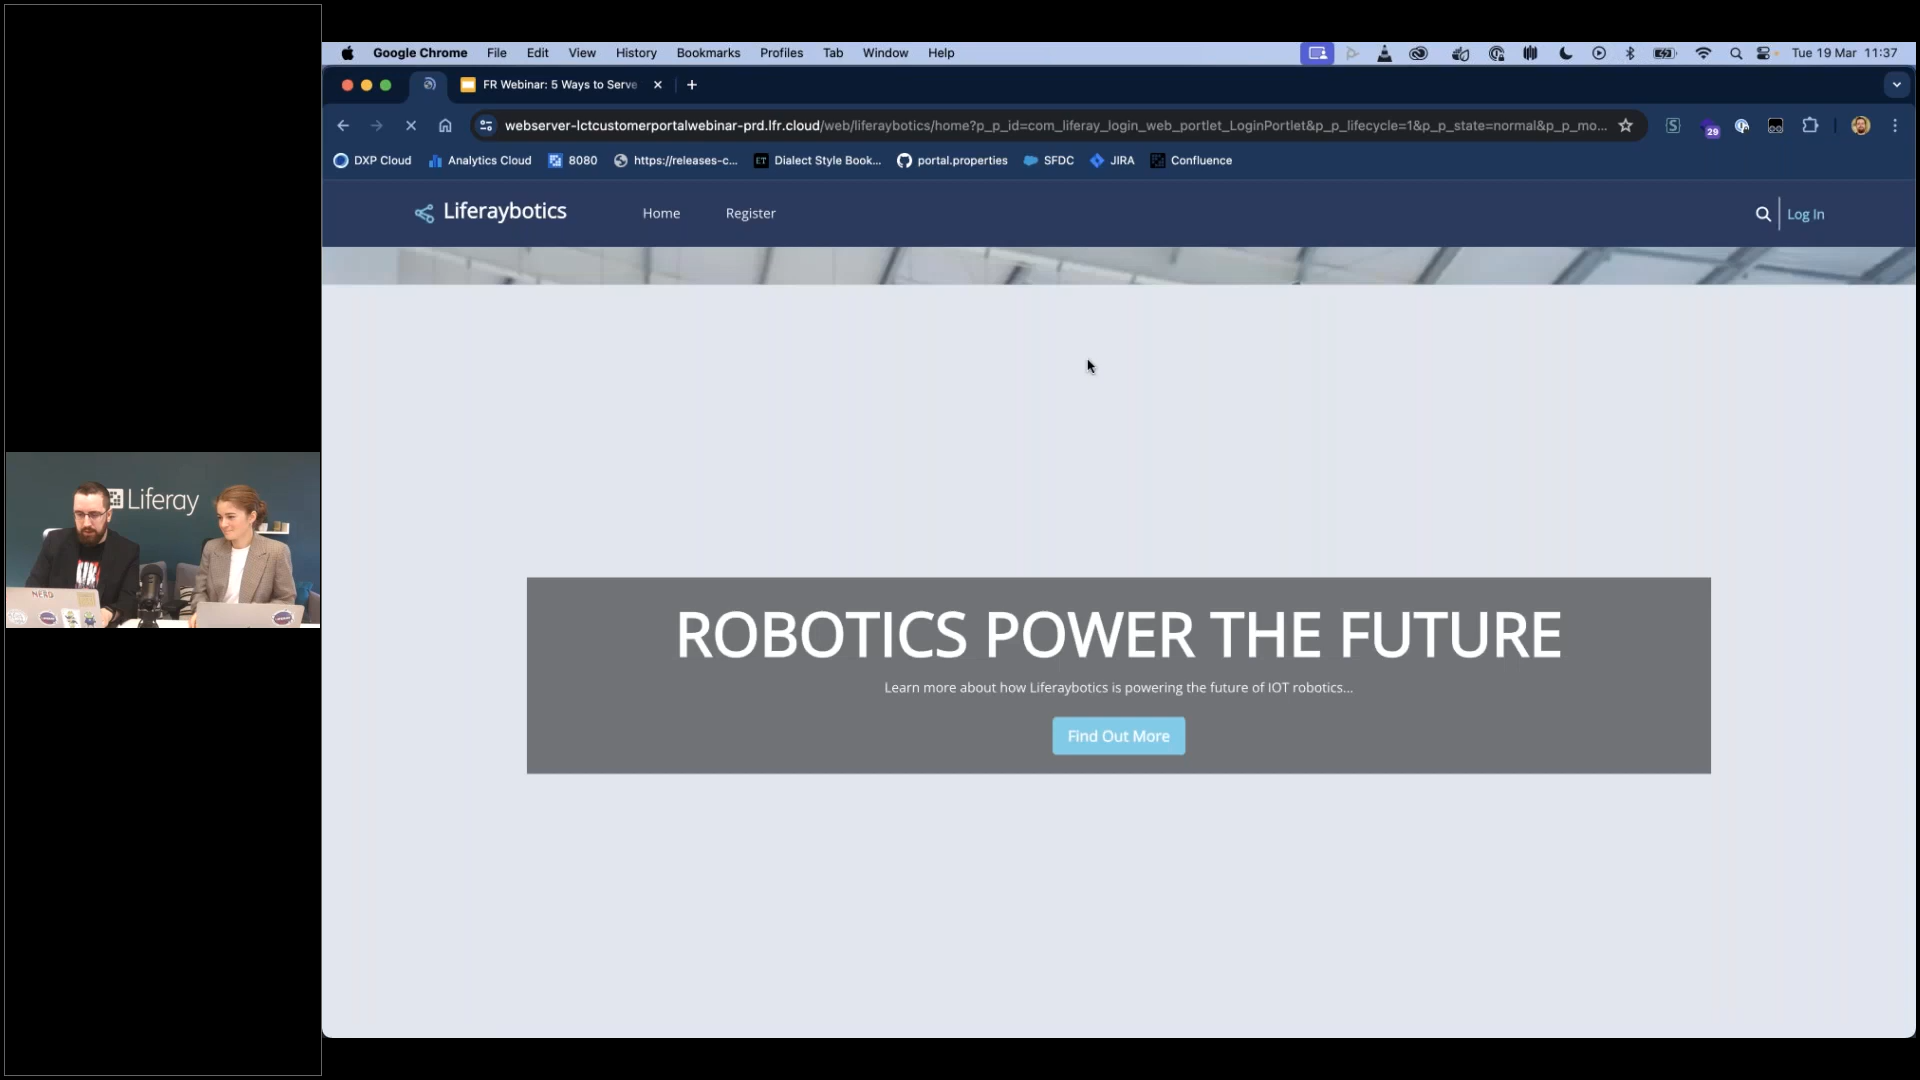 Google Chrome File Edit View History Bookmarks Profiles Tab Window Help Tue 19 Mar 11:37
FR Webinar: 5 Ways to Serve
webserver-lctcustomerportalwebinar-prd.lfr.cloud/web/liferaybotics/home?p_p_id=com_liferay_login_web_portlet_LoginPortlet&p_p_lifecycle=1&p_p_state=normal&p_p_mo...
29
DXP Cloud Analytics Cloud 8080 https://releases-c... ET Dialect Style Book... portal.properties SFDC JIRA Confluence
Liferaybotics Home Register Log In
Liferay
NERD
ROBOTICS POWER THE FUTURE
Learn more about how Liferaybotics is powering the future of IOT robotics...
Find Out More